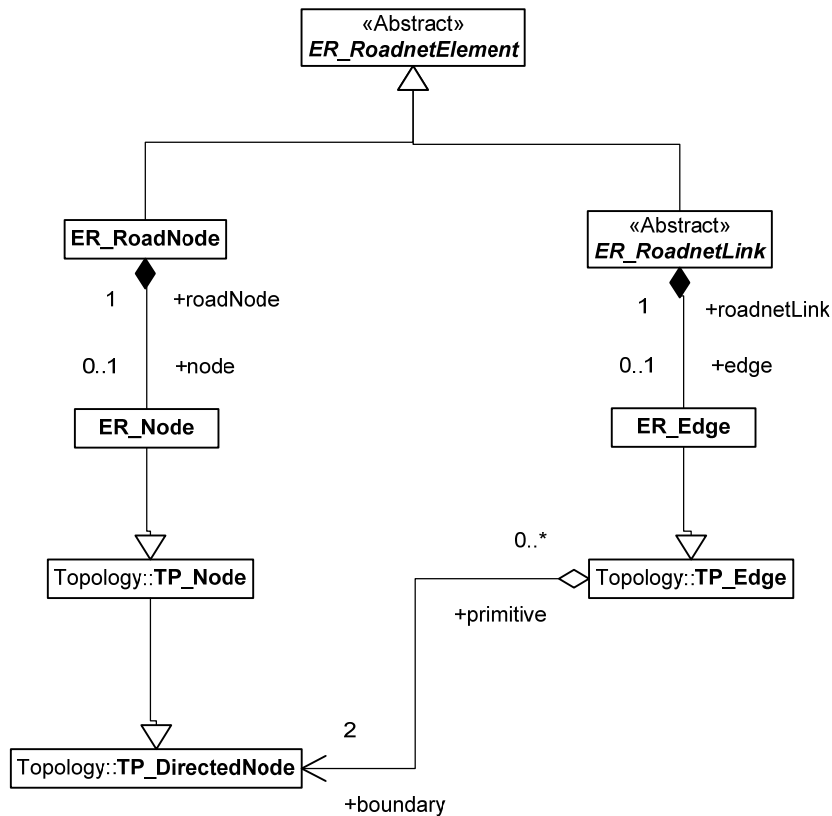 «Abstract»
ER_RoadnetElement
ER_RoadNode
«Abstract»
ER_RoadnetLink
1
+roadNode
1
+roadnetLink
0..1
+node
0..1
+edge
ER_Node
ER_Edge
0..*
Topology::TP_Node
Topology::TP_Edge
+primitive
2
Topology::TP_DirectedNode
+boundary